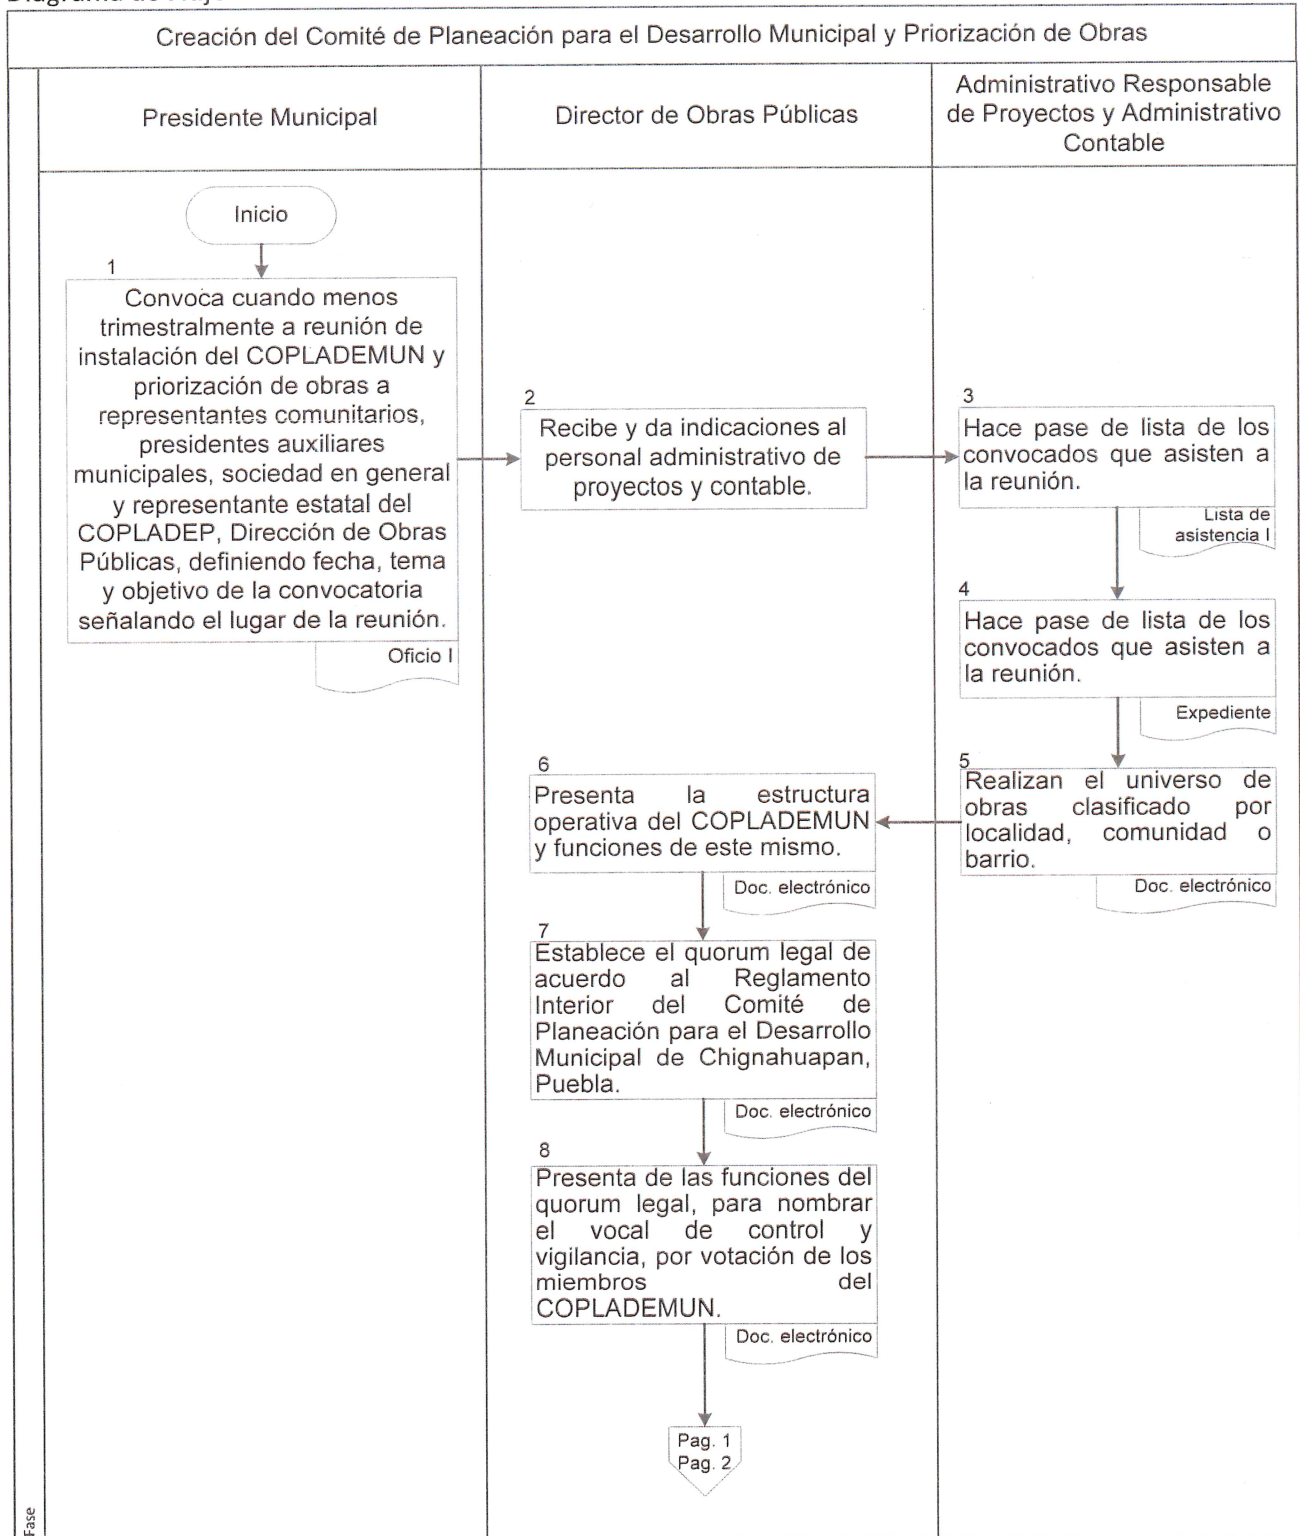 Creación del Comité de Planeación para el Desarrollo Municipal y Priorización de Obras
Presidente Municipal
Director de Obras Públicas
Administrativo Responsable
de Proyectos y Administrativo
Contable
Inicio
1
Convoca cuando menos
trimestralmente a reunión de
instalación del COPLADEMUN y
priorización de obras a
representantes comunitarios,
presidentes auxiliares
municipales, sociedad en general
y representante estatal del
COPLADEP, Dirección de Obras
Públicas, definiendo fecha, tema
y objetivo de la convocatoria
señalando el lugar de la reunión.
Oficio I
2
Recibe y da indicaciones al
personal administrativo de
proyectos y contable.
3
Hace pase de lista de los
convocados que asisten a
la reunión.
Lista de
asistencia I
4
Hace pase de lista de los
convocados que asisten a
la reunión.
Expediente
5
Realizan el universo de
obras clasificado por
localidad, comunidad o
barrio.
Doc. electrónico
6
Presenta la estructura
operativa del COPLADEMUN
y funciones de este mismo.
Doc. electrónico
7
Establece el quorum legal de
acuerdo al Reglamento
Interior del Comité de
Planeación para el Desarrollo
Municipal de Chignahuapan,
Puebla.
Doc. electrónico
8
Presenta de las funciones del
quorum legal, para nombrar
el vocal de control y
vigilancia, por votación de los
miembros del
COPLADEMUN.
Doc. electrónico
Pag. 1
Pag. 2
Fase